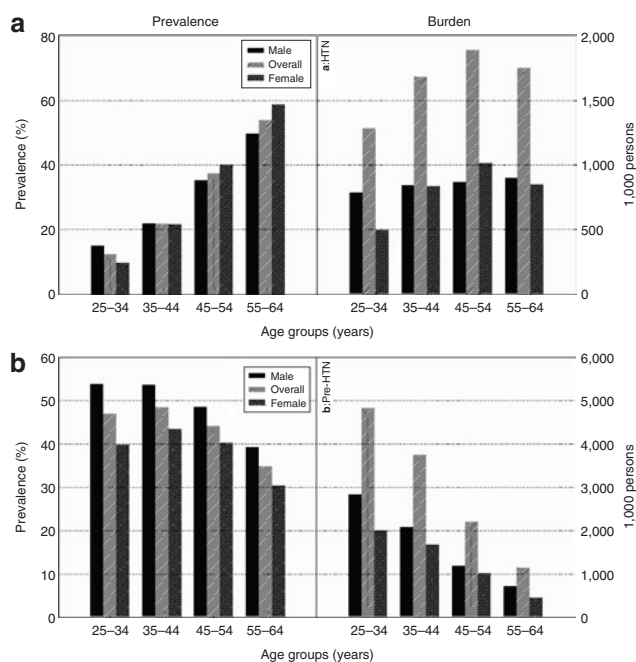 Prevalence Burden
a
80 2,000
Male
Overall
Female
a:HTN
60 1,500
40 1,000
20 500
0 0
Prevalence (%)
1,000 persons
25–34 35–44 45–54 55–64 25–34 35–44 45–54 55–64
Age groups (years)
b
60 6,000
Male
Overall
Female
b:Pre-HTN
50 5,000
40 4,000
30 3,000
20 2,000
10 1,000
0 0
Prevalence (%)
1,000 persons
25–34 35–44 45–54 55–64 25–34 35–44 45–54 55–64
Age groups (years)